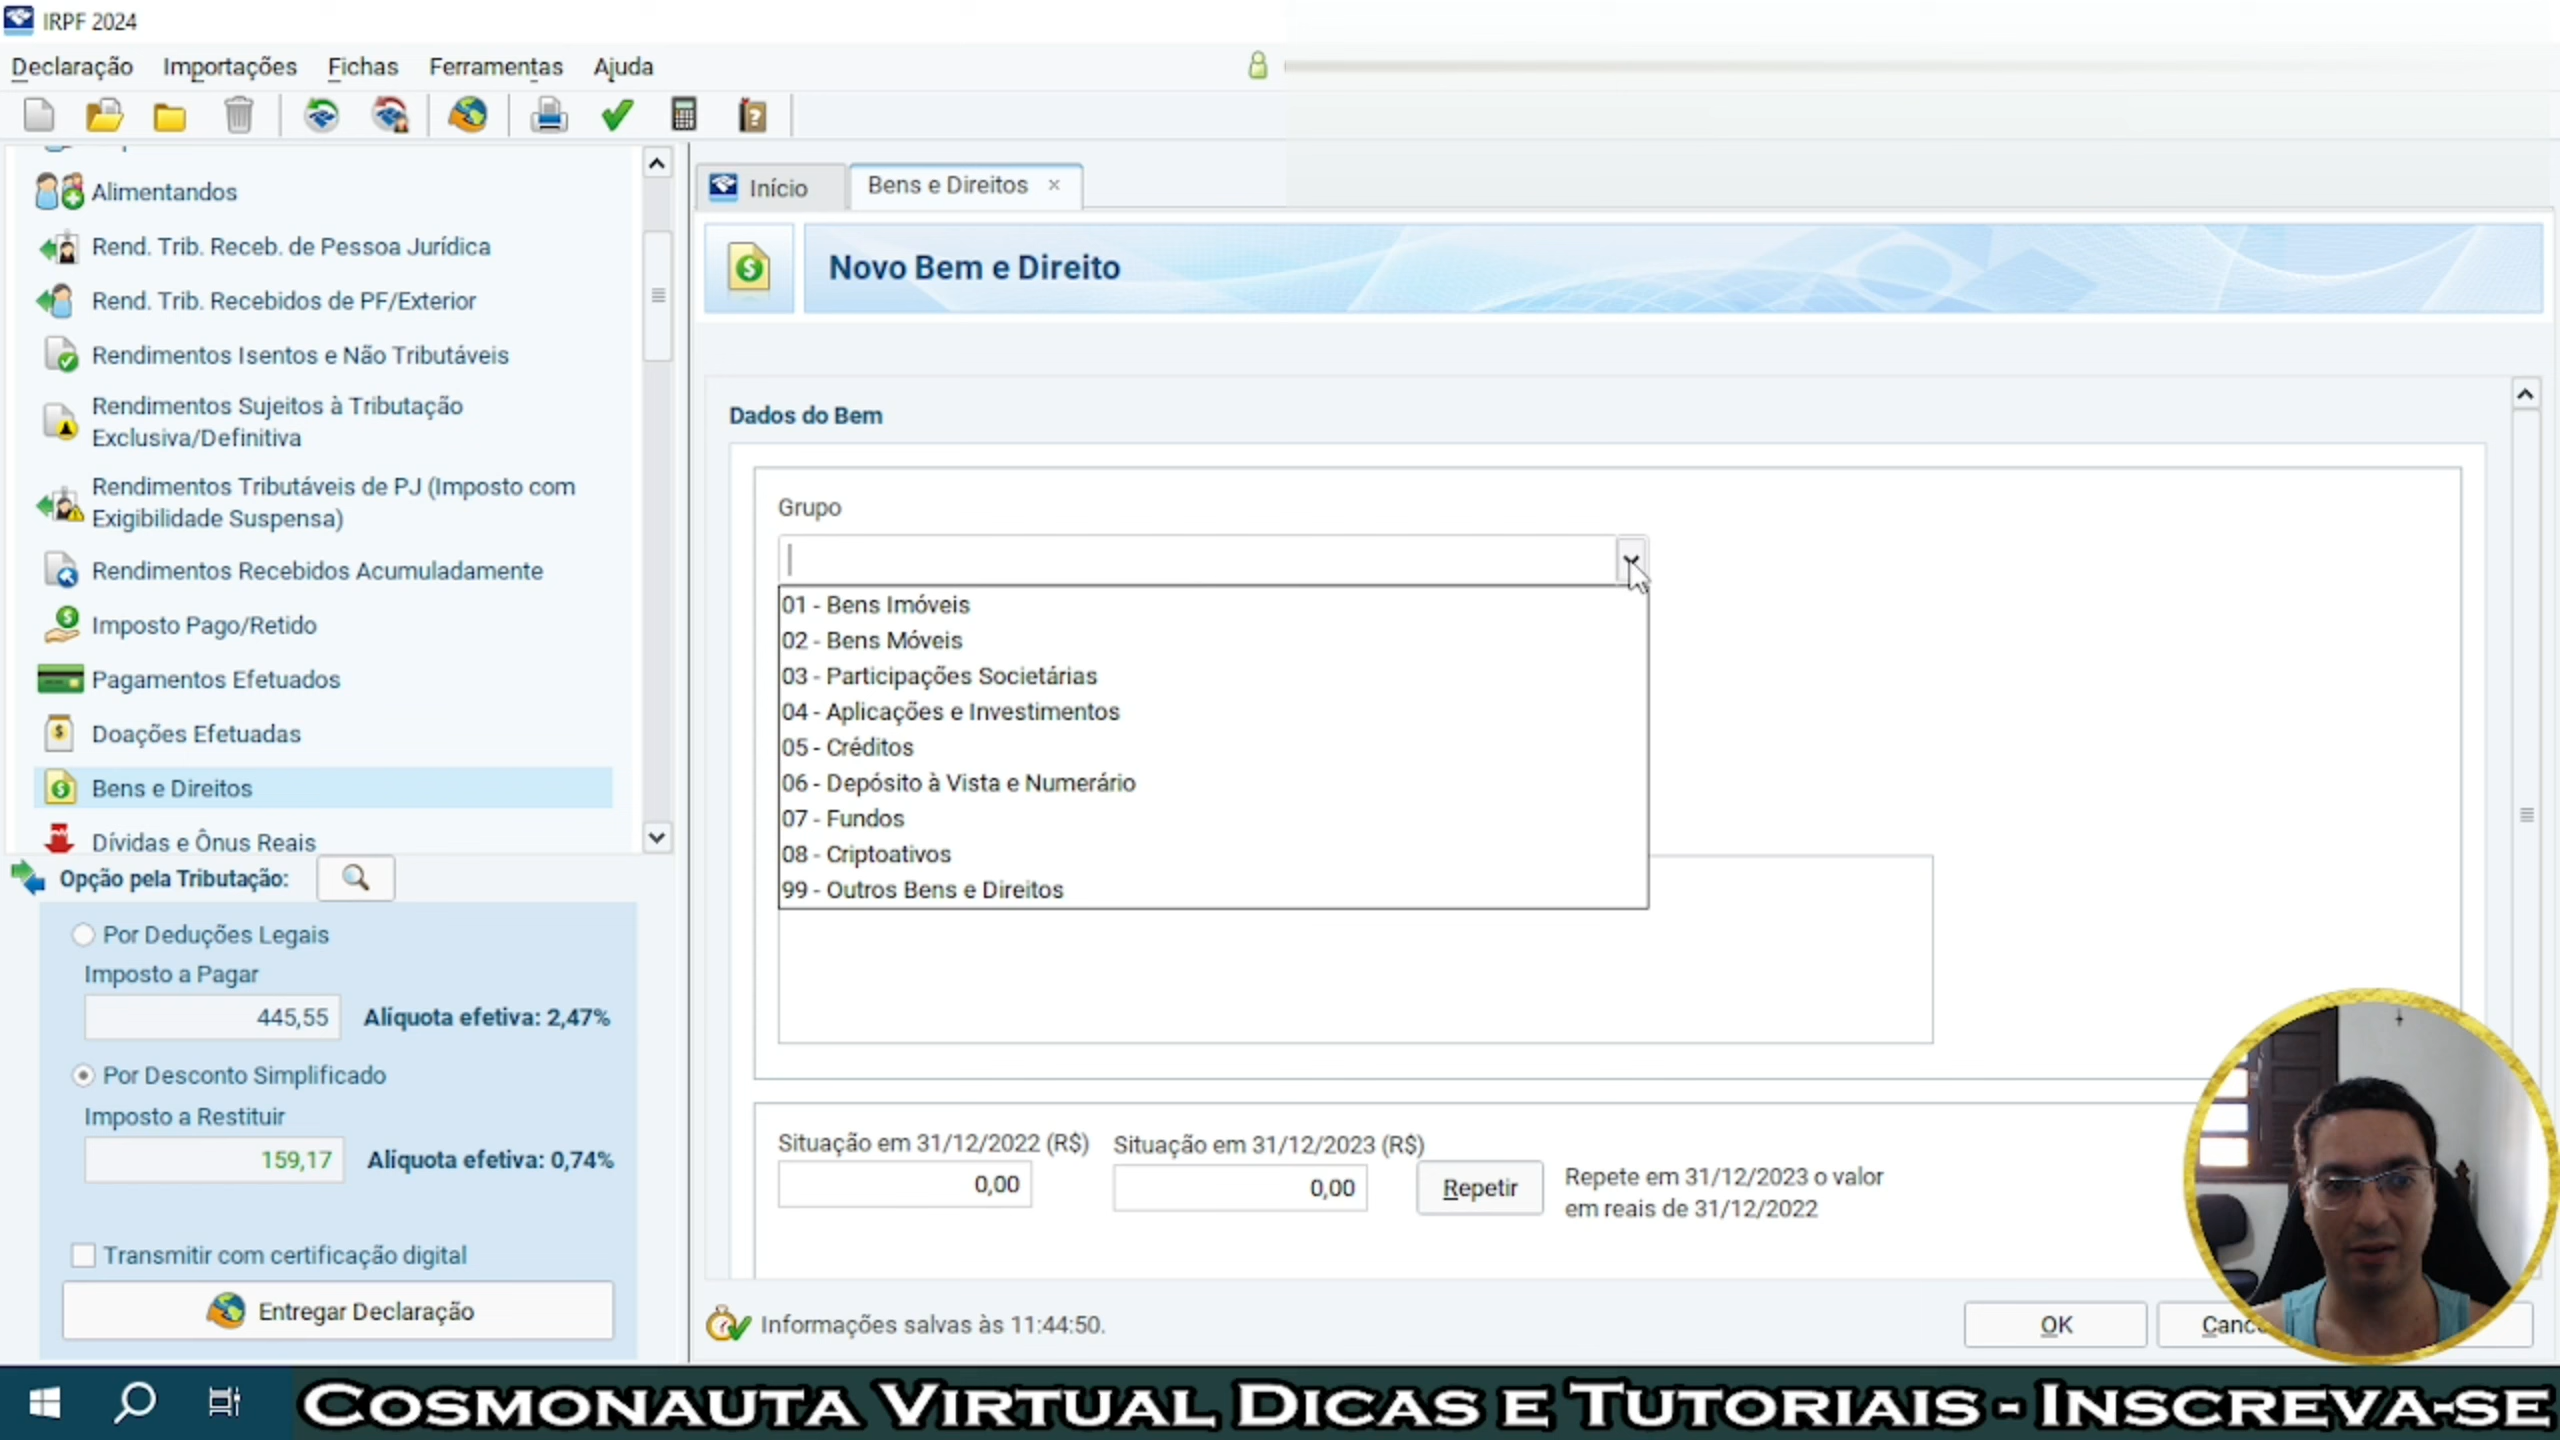 IRPF 2024
Declaração Importações Fichas Ferramentas Ajuda
Alimentandos
Rend. Trib. Receb. de Pessoa Jurídica
Rend. Trib. Recebidos de PF/Exterior
Rendimentos Isentos e Não Tributáveis
Rendimentos Sujeitos à Tributação
Exclusiva/Definitiva
Rendimentos Tributáveis de PJ (Imposto com
Exigibilidade Suspensa)
Rendimentos Recebidos Acumuladamente
Imposto Pago/Retido
Pagamentos Efetuados
Doações Efetuadas
Bens e Direitos
Dívidas e Ônus Reais
Opção pela Tributação:
Por Deduções Legais
Imposto a Pagar
445,55 Alíquota efetiva: 2,47%
Por Desconto Simplificado
Imposto a Restituir
159,17 Alíquota efetiva: 0,74%
Transmitir com certificação digital
Entregar Declaração
Início
Bens e Direitos ×
Novo Bem e Direito
Dados do Bem
Grupo
01 - Bens Imóveis
02 - Bens Móveis
03 - Participações Societárias
04 - Aplicações e Investimentos
05 - Créditos
06 - Depósito à Vista e Numerário
07 - Fundos
08 - Criptoativos
99 - Outros Bens e Direitos
Situação em 31/12/2022 (R$) Situação em 31/12/2023 (R$)
0,00 0,00 Repetir
Repete em 31/12/2023 o valor
em reais de 31/12/2022
Informações salvas às 11:44:50.
OK
Canc
Cosmonauta Virtual Dicas e Tutoriais - Inscreva-se